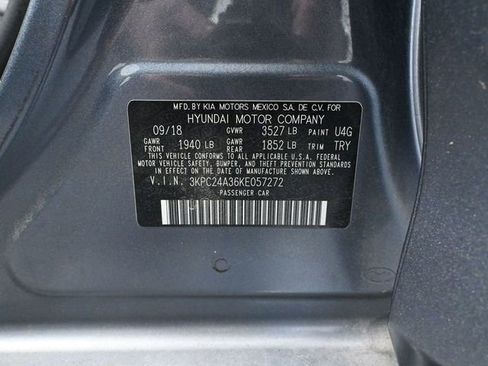 MFD. BY KIA MOTORS MEXICO S.A. DE C.V. FOR
HYUNDAI MOTOR COMPANY
09/18 GVWR 3527 LB PAINT U4G
GAWR FRONT 1940 LB GAWR REAR 1852 LB TRIM TRY
THIS VEHICLE CONFORMS TO ALL APPLICABLE U.S.A. FEDERAL
MOTOR VEHICLE SAFETY, BUMPER, AND THEFT PREVENTION
STANDARDS IN EFFECT ON THE DATE OF MANUFACTURE SHOWN ABOVE.
V.I.N. 3KPC24A36KE057272
PASSENGER CAR